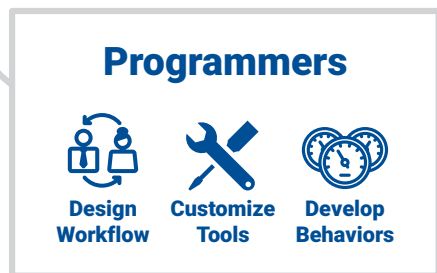 Programmers
Design Workflow
Customize Tools
Develop Behaviors